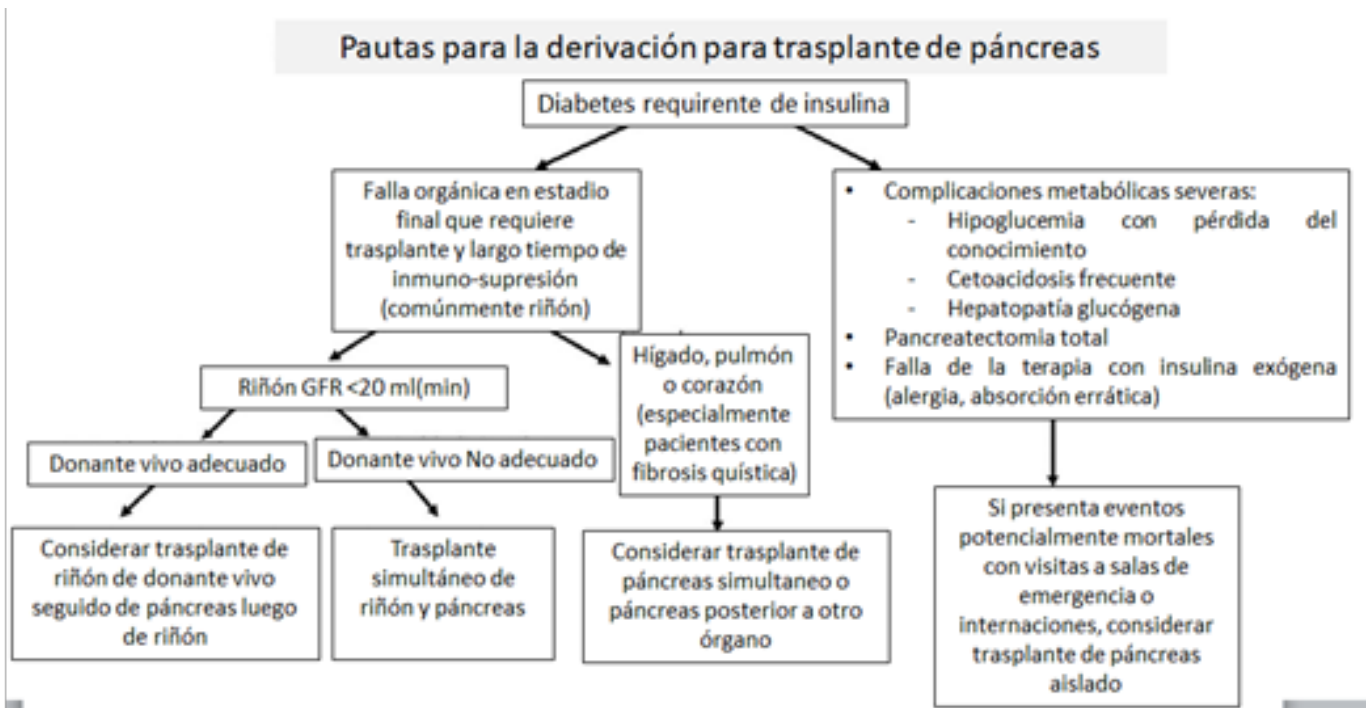 Pautas para la derivación para trasplante de páncreas
Diabetes requirente de insulina
Falla orgánica en estadio
final que requiere
trasplante y largo tiempo de
inmuno-supresión
(comúnmente riñón)
• Complicaciones metabólicas severas:
- Hipoglucemia con pérdida del
conocimiento
- Cetoacidosis frecuente
- Hepatopatía glucógena
• Pancreatectomia total
• Falla de la terapia con insulina exógena
(alergia, absorción errática)
Riñón GFR <20 ml(min)
Hígado, pulmón
o corazón
(especialmente
pacientes con
fibrosis quística)
Donante vivo adecuado
Donante vivo No adecuado
Considerar trasplante de
riñón de donante vivo
seguido de páncreas luego
de riñón
Trasplante
simultáneo de
riñón y páncreas
Considerar trasplante de
páncreas simultaneo o
páncreas posterior a otro
órgano
Si presenta eventos
potencialmente mortales
con visitas a salas de
emergencia o
internaciones, considerar
trasplante de páncreas
aislado